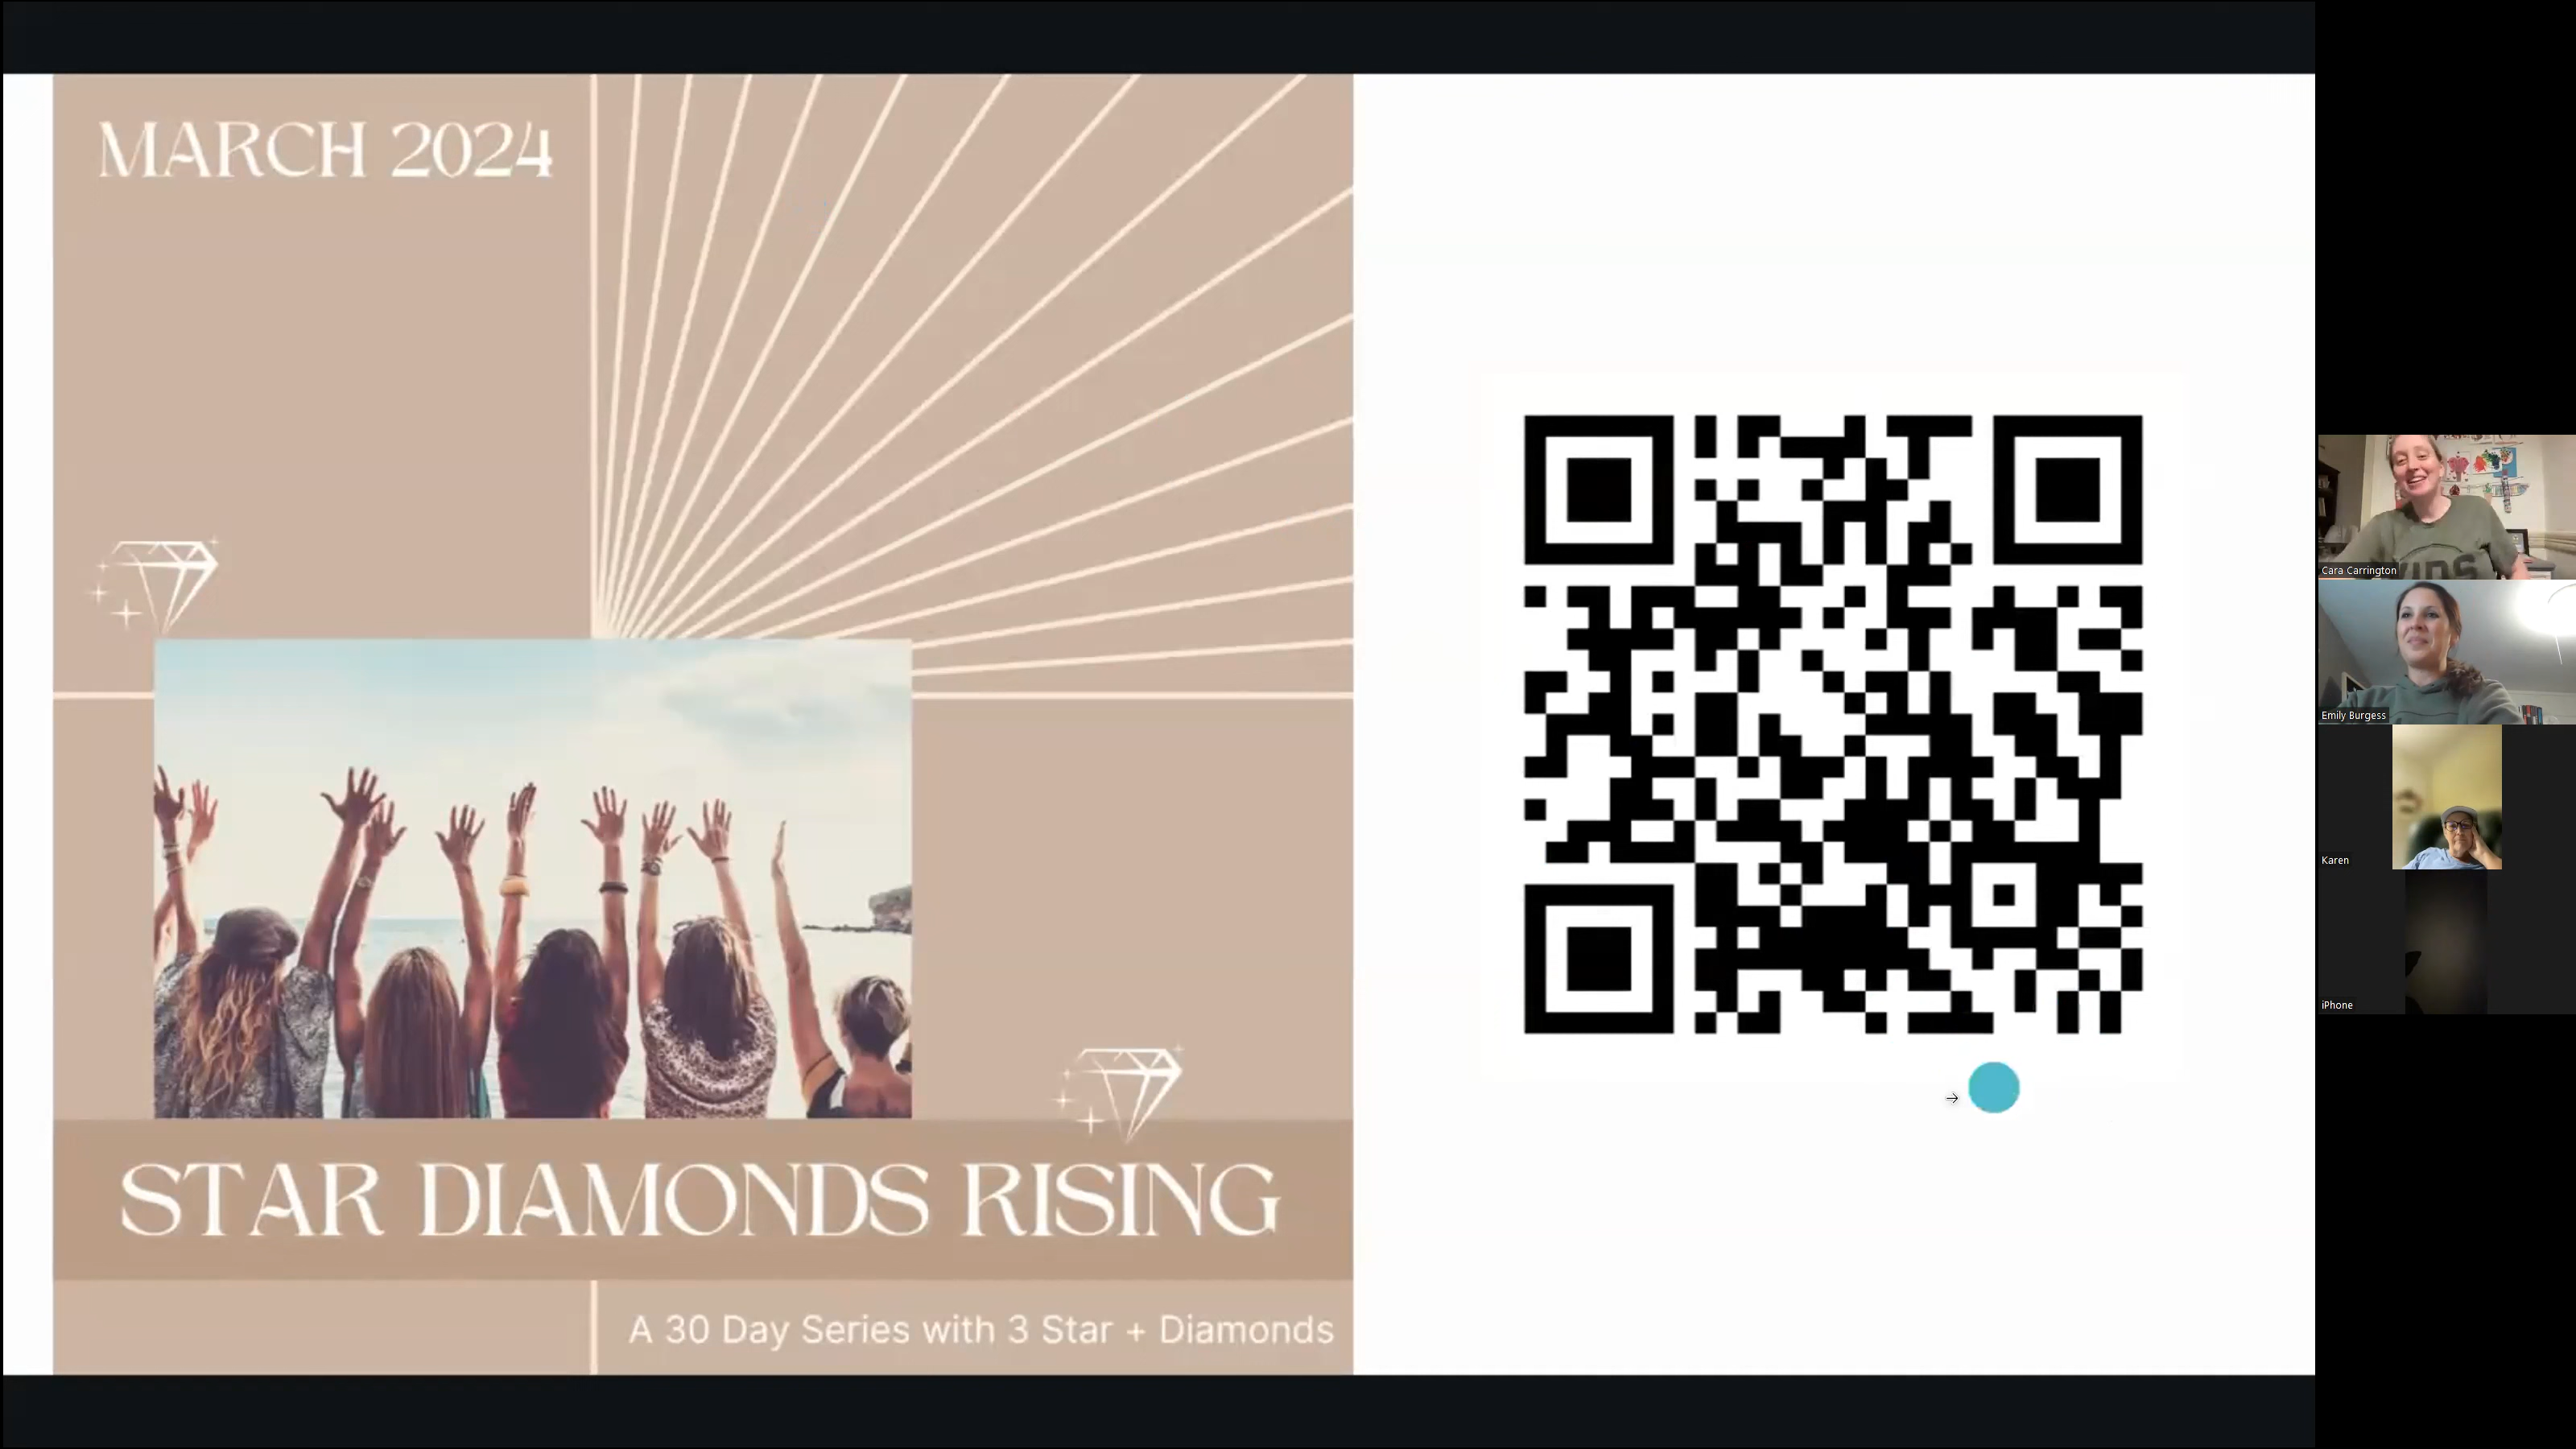 MARCH 2024
STAR DIAMONDS RISING
A 30 Day Series with 3 Star + Diamonds
Cara Carrington
Emily Burgess
Karen
iPhone